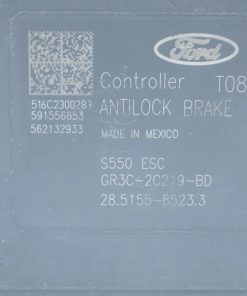 Ford
Controller T08
516C2300283
591556653
562132933
ANTILOCK BRAKE
MADE IN MEXICO
S550 ESC
GR3C-2C219-BD
28.5155-8523.3